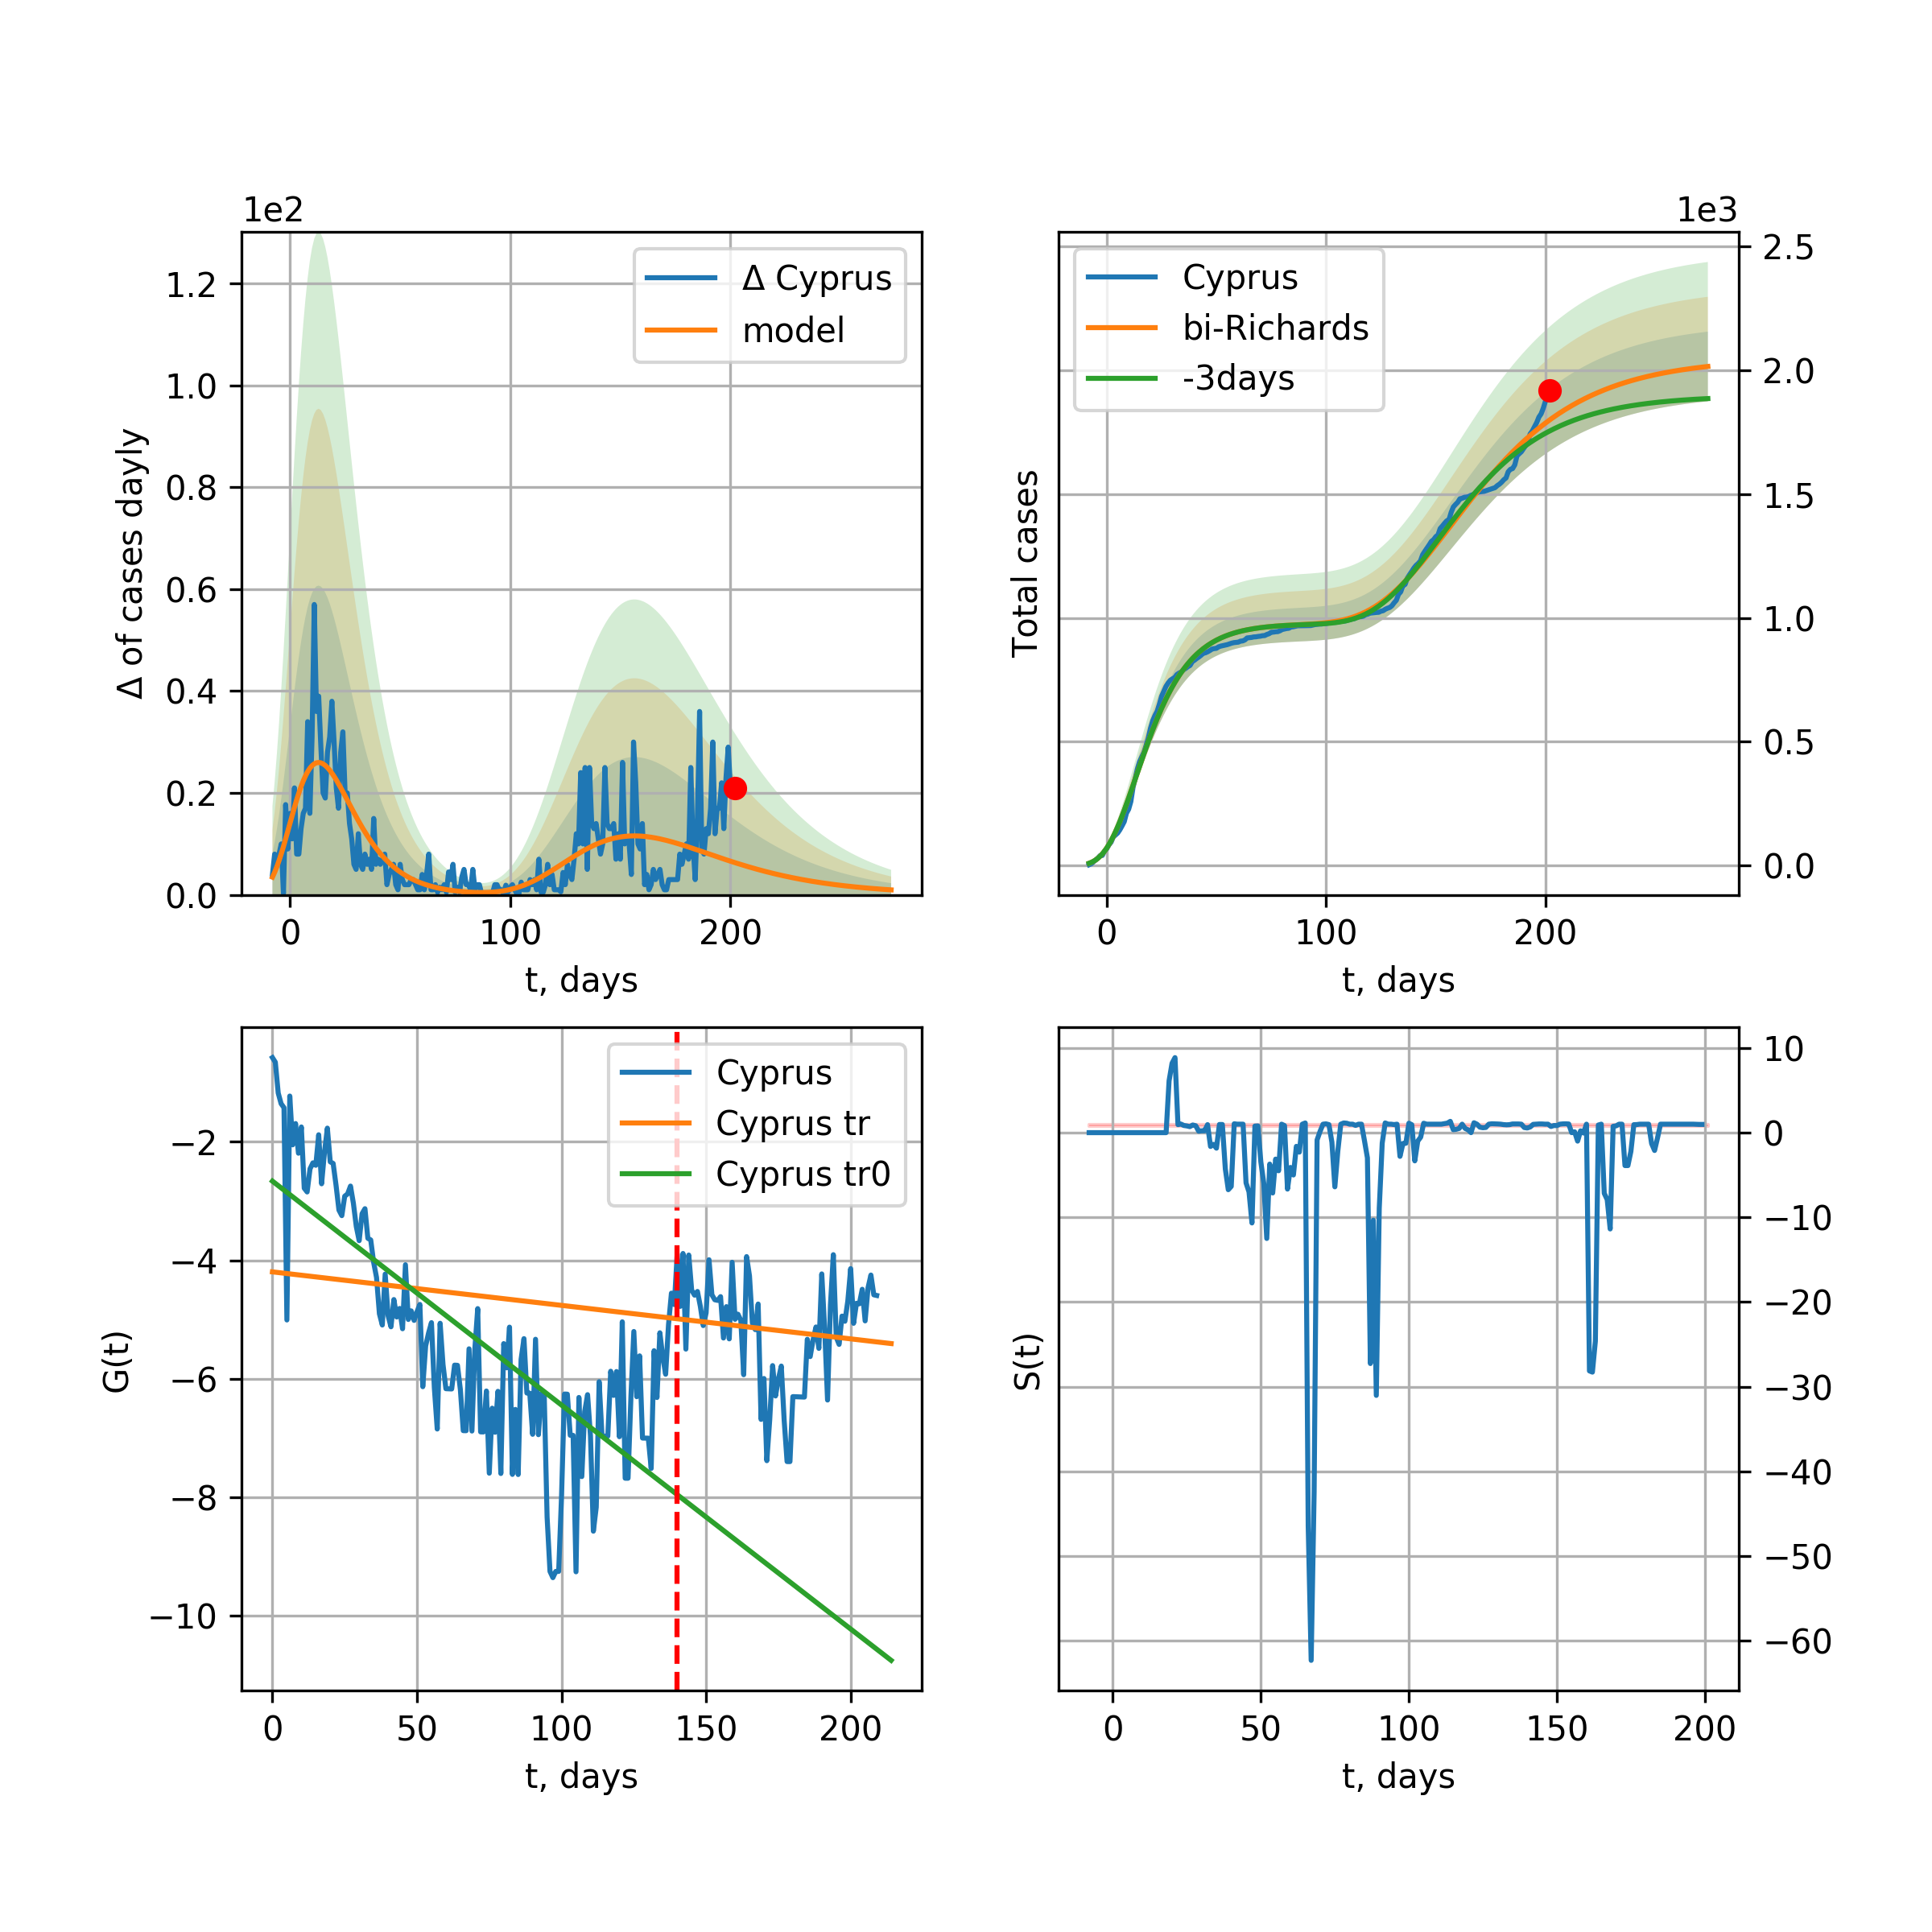 1e2
Δ of cases dayly
1.2
1.0
0.8
0.6
0.4
0.2
0.0
Δ Cyprus
model
0 100 200
t, days
1e3
Total cases
2.5
2.0
1.5
1.0
0.5
0.0
Cyprus
bi-Richards
-3days
0 100 200
t, days
G(t)
−2
−4
−6
−8
−10
Cyprus
Cyprus tr
Cyprus tr0
0 50 100 150 200
t, days
S(t)
10
0
−10
−20
−30
−40
−50
−60
0 50 100 150 200
t, days